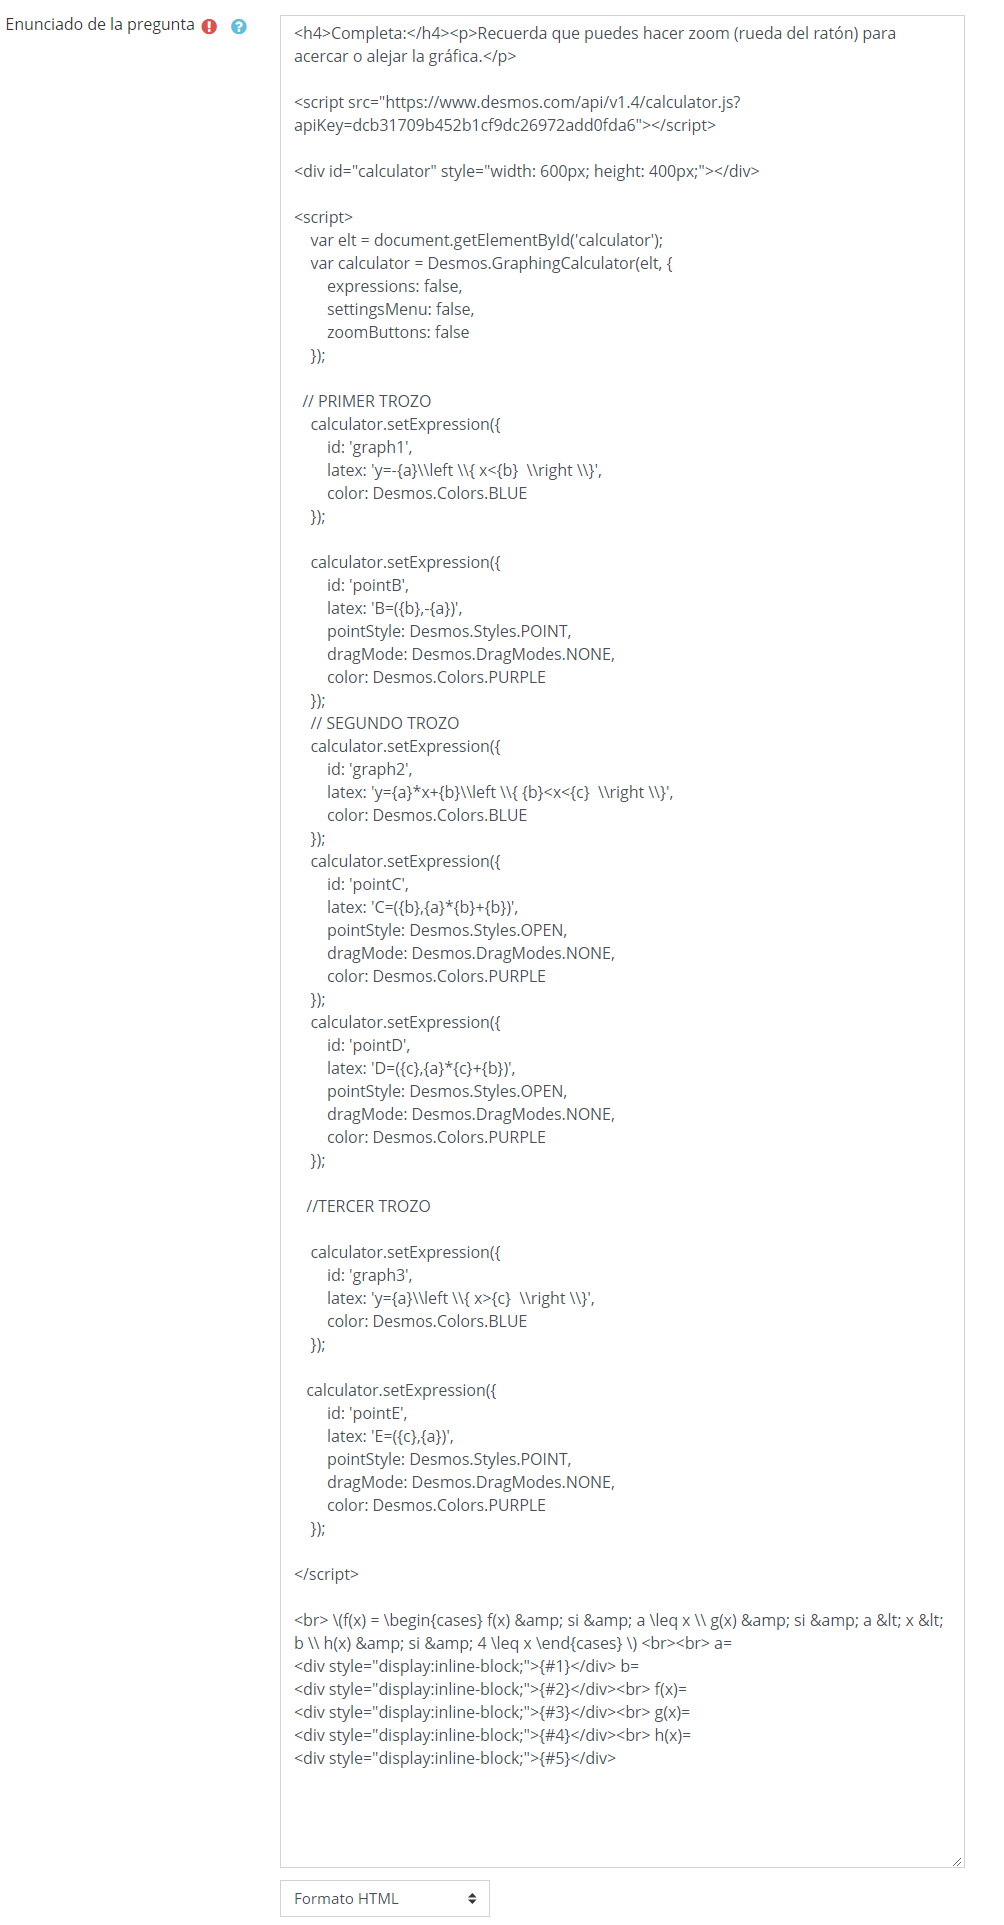 Enunciado de la pregunta ! ?
<h4>Completa:</h4><p>Recuerda que puedes hacer zoom (rueda del ratón) para
acercar o alejar la gráfica.</p>
<script src="https://www.desmos.com/api/v1.4/calculator.js?
apiKey=dcb31709b452b1cf9dc26972add0fda6"></script>
<div id="calculator" style="width: 600px; height: 400px;"></div>
<script>
var elt = document.getElementById('calculator');
var calculator = Desmos.GraphingCalculator(elt, {
expressions: false,
settingsMenu: false,
zoomButtons: false
});
// PRIMER TROZO
calculator.setExpression({
id: 'graph1',
latex: 'y=-{a}\\left \\{ x<{b}  \\right \\}',
color: Desmos.Colors.BLUE
});
calculator.setExpression({
id: 'pointB',
latex: 'B=({b},-{a})',
pointStyle: Desmos.Styles.POINT,
dragMode: Desmos.DragModes.NONE,
color: Desmos.Colors.PURPLE
});
// SEGUNDO TROZO
calculator.setExpression({
id: 'graph2',
latex: 'y={a}*x+{b}\\left \\{ {b}<x<{c}  \\right \\}',
color: Desmos.Colors.BLUE
});
calculator.setExpression({
id: 'pointC',
latex: 'C=({b},{a}*{b}+{b})',
pointStyle: Desmos.Styles.OPEN,
dragMode: Desmos.DragModes.NONE,
color: Desmos.Colors.PURPLE
});
calculator.setExpression({
id: 'pointD',
latex: 'D=({c},{a}*{c}+{b})',
pointStyle: Desmos.Styles.OPEN,
dragMode: Desmos.DragModes.NONE,
color: Desmos.Colors.PURPLE
});
//TERCER TROZO
calculator.setExpression({
id: 'graph3',
latex: 'y={a}\\left \\{ x>{c}  \\right \\}',
color: Desmos.Colors.BLUE
});
calculator.setExpression({
id: 'pointE',
latex: 'E=({c},{a})',
pointStyle: Desmos.Styles.POINT,
dragMode: Desmos.DragModes.NONE,
color: Desmos.Colors.PURPLE
});
</script>
<br> \(f(x) = \begin{cases} f(x) &amp; si &amp; a \leq x \\ g(x) &amp; si &amp; a &lt; x &lt;
b \\ h(x) &amp; si &amp; 4 \leq x \end{cases} \) <br><br> a=
<div style="display:inline-block;">{#1}</div> b=
<div style="display:inline-block;">{#2}</div><br> f(x)=
<div style="display:inline-block;">{#3}</div><br> g(x)=
<div style="display:inline-block;">{#4}</div><br> h(x)=
<div style="display:inline-block;">{#5}</div>
Formato HTML